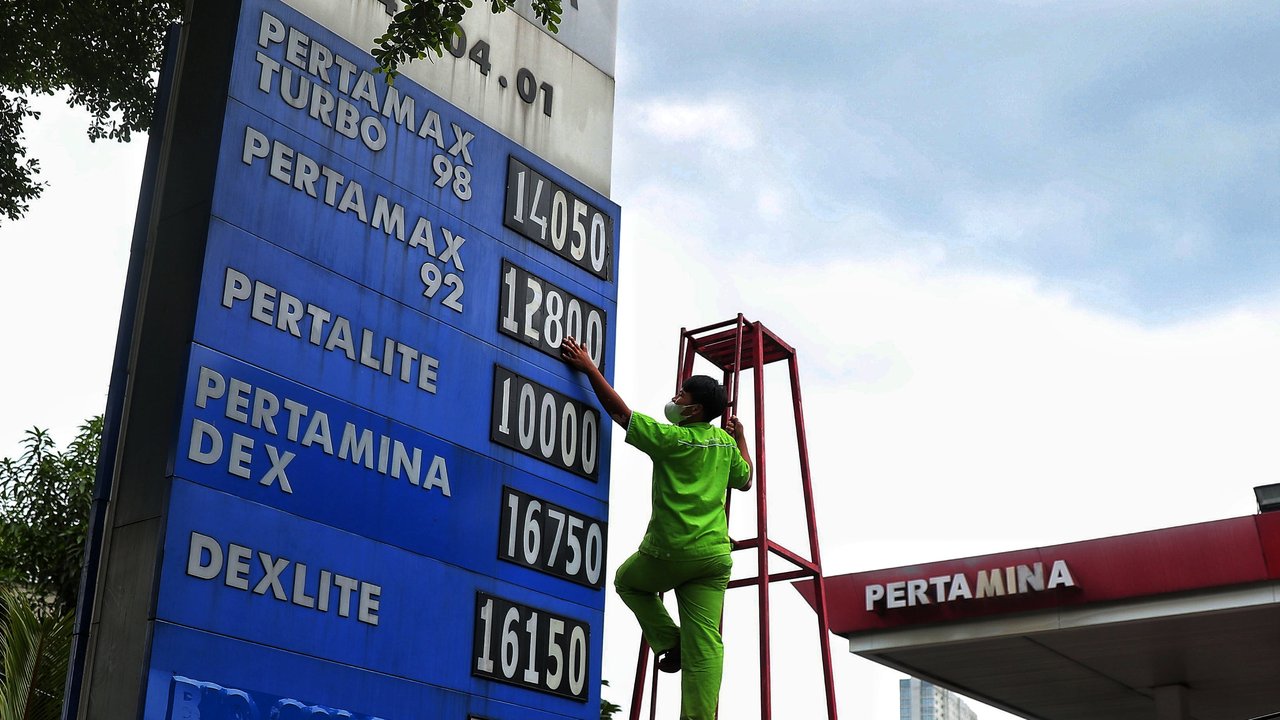 04.01
PERTAMAX
TURBO 98
14050
PERTAMAX
92
12800
PERTALITE
10000
PERTAMINA
DEX
16750
DEXLITE
16150
PERTAMINA